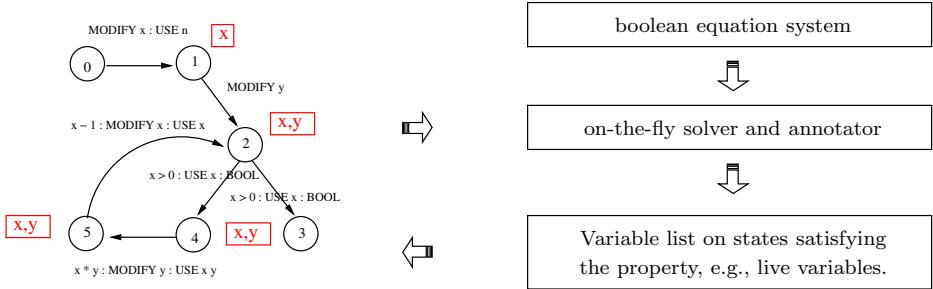 MODIFY x : USE n
x
0
1
MODIFY y
x – 1 : MODIFY x : USE x
x,y
2
x > 0 : USE x : BOOL
x > 0 : USE x : BOOL
x,y
5
4
x,y
3
x * y : MODIFY y : USE x y
boolean equation system
on-the-fly solver and annotator
Variable list on states satisfying
the property, e.g., live variables.